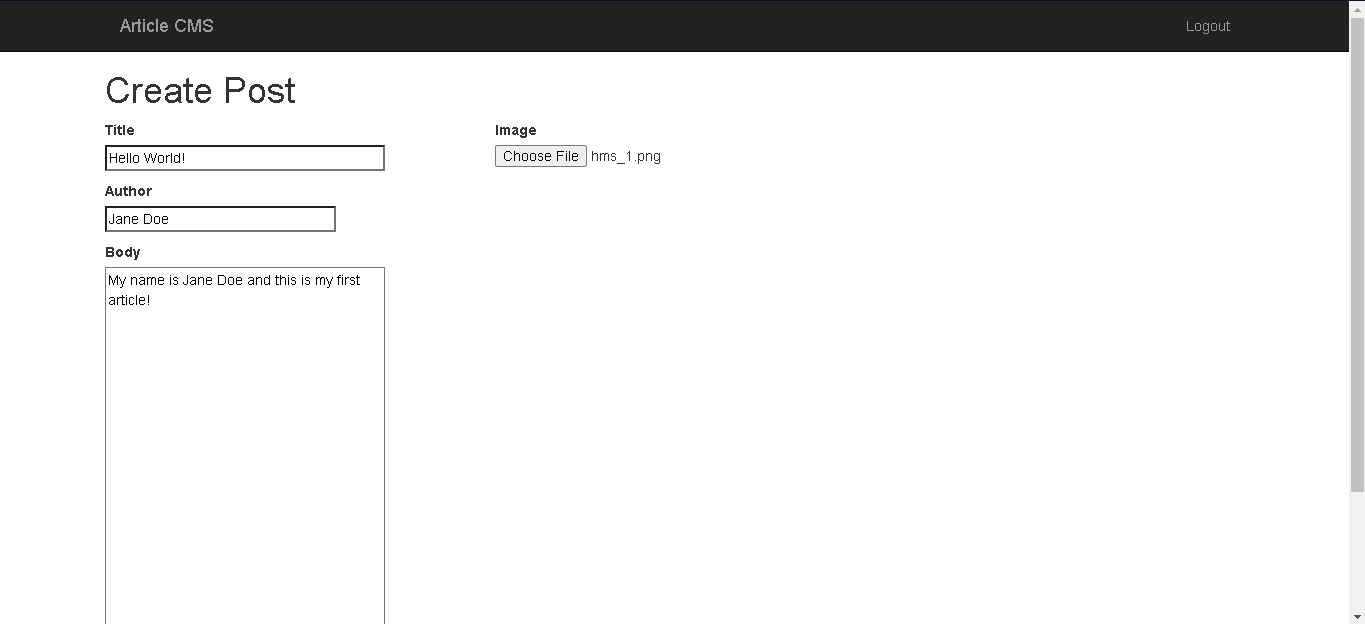 Article CMS
Logout
Create Post
Title
Hello World!
Author
Jane Doe
Body
My name is Jane Doe and this is my first
article!
Image
Choose File hms_1.png